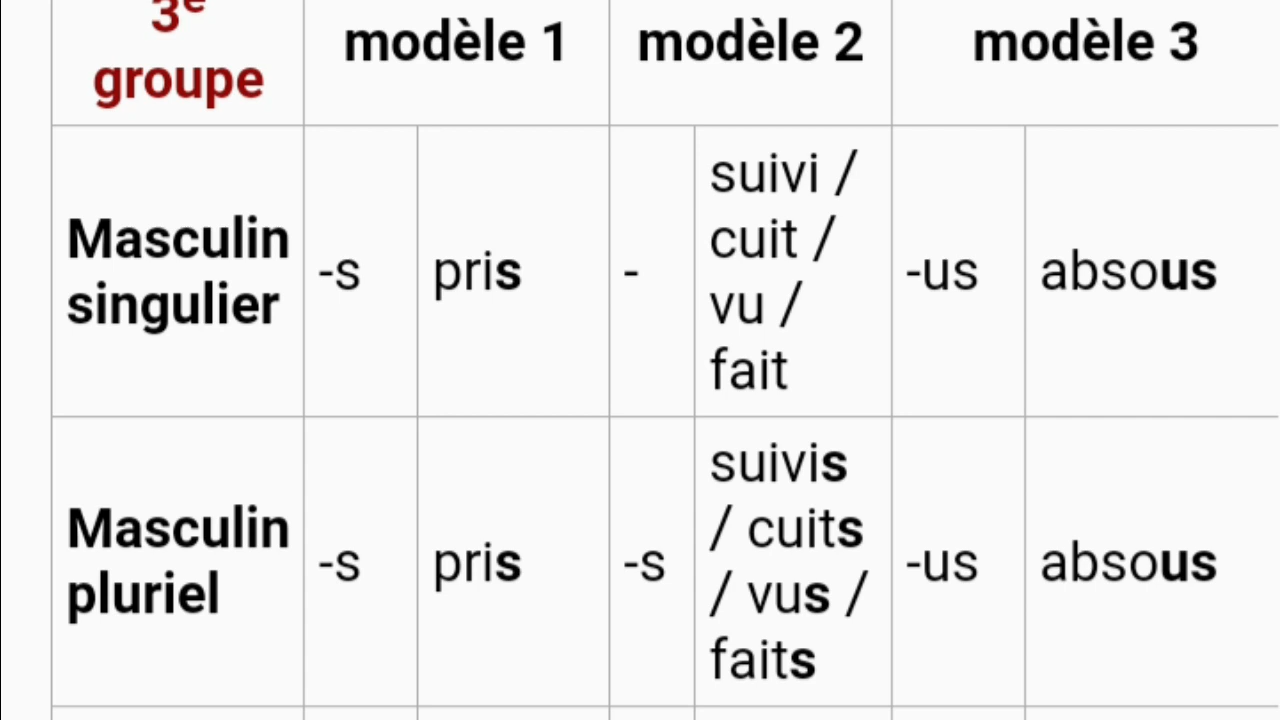 3e
groupe
modèle 1
modèle 2
modèle 3
Masculin
singulier
-s
pris
-
suivi /
cuit /
vu /
fait
-us
absous
Masculin
pluriel
-s
pris
-s
suivis
/ cuits
/ vus /
faits
-us
absous